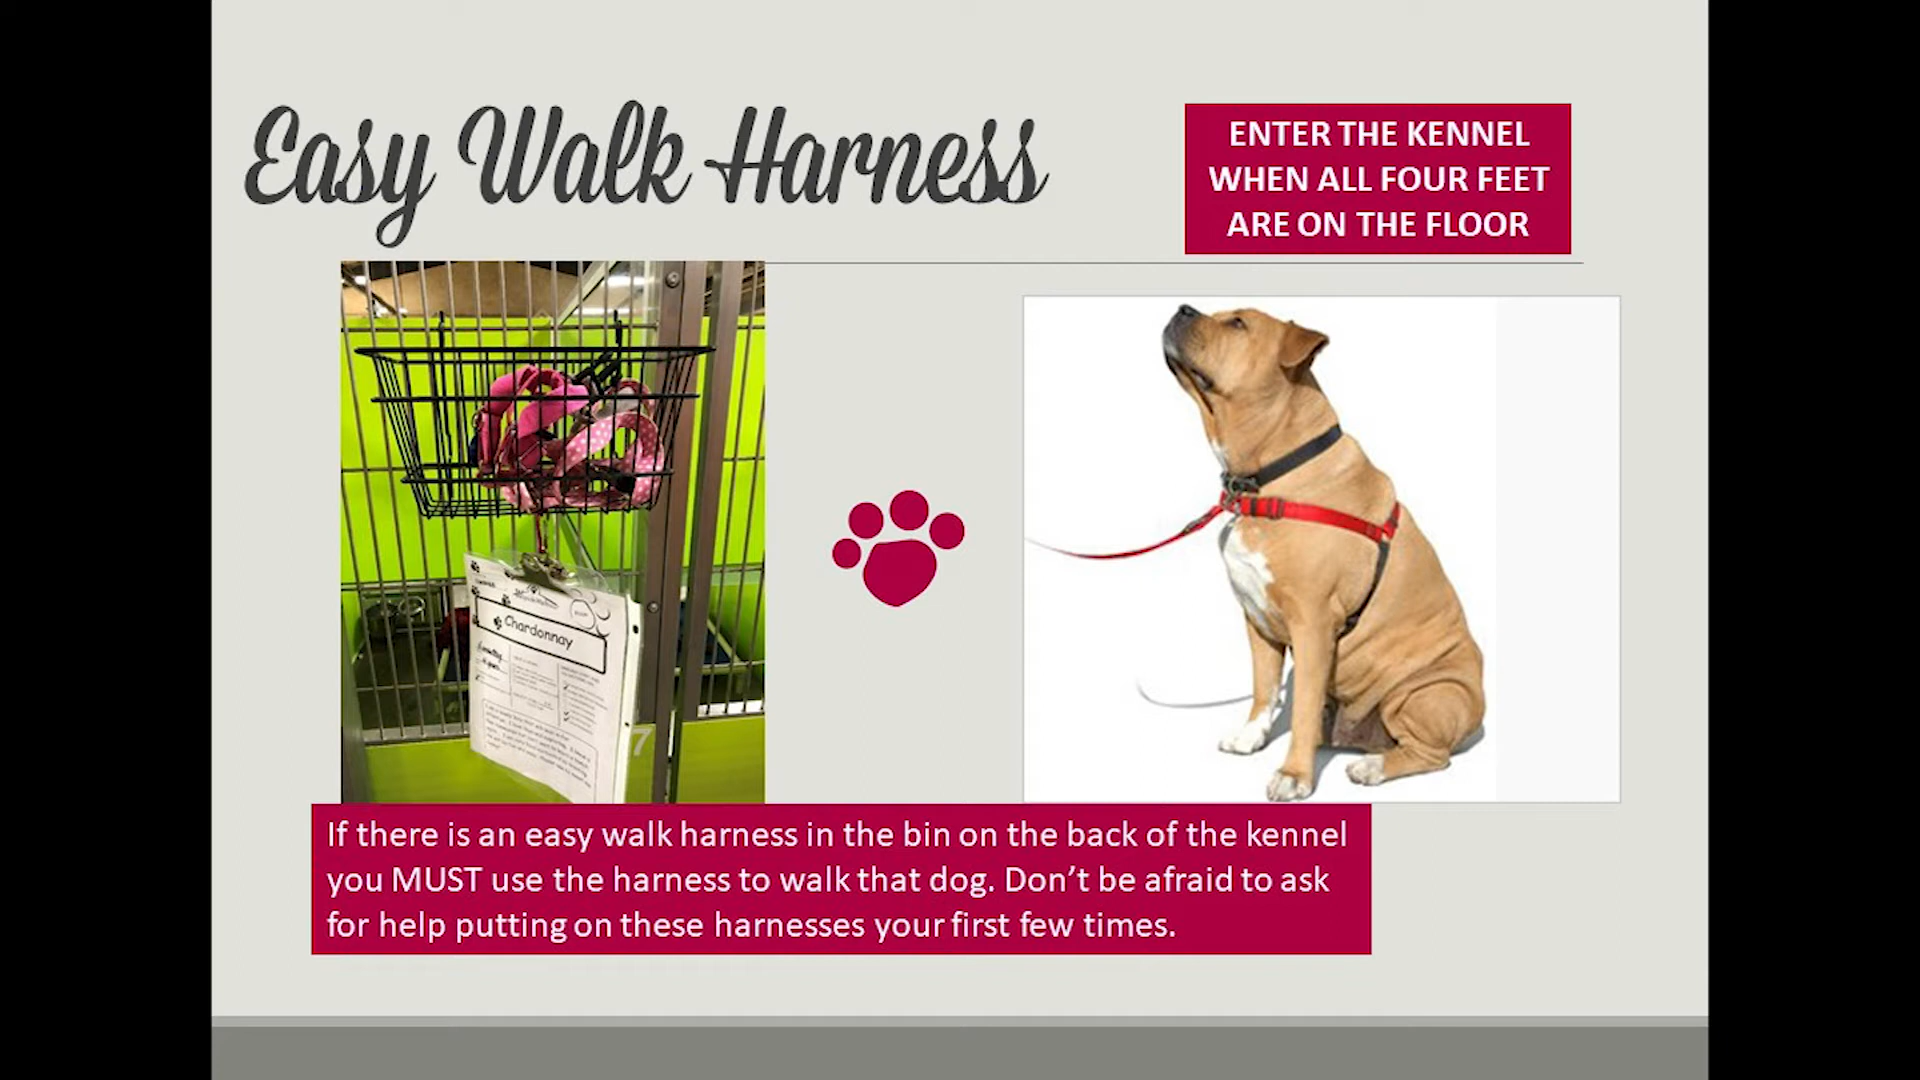 Easy Walk Harness
ENTER THE KENNEL
WHEN ALL FOUR FEET
ARE ON THE FLOOR
Chardonnay
7
If there is an easy walk harness in the bin on the back of the kennel
you MUST use the harness to walk that dog. Don’t be afraid to ask
for help putting on these harnesses your first few times.